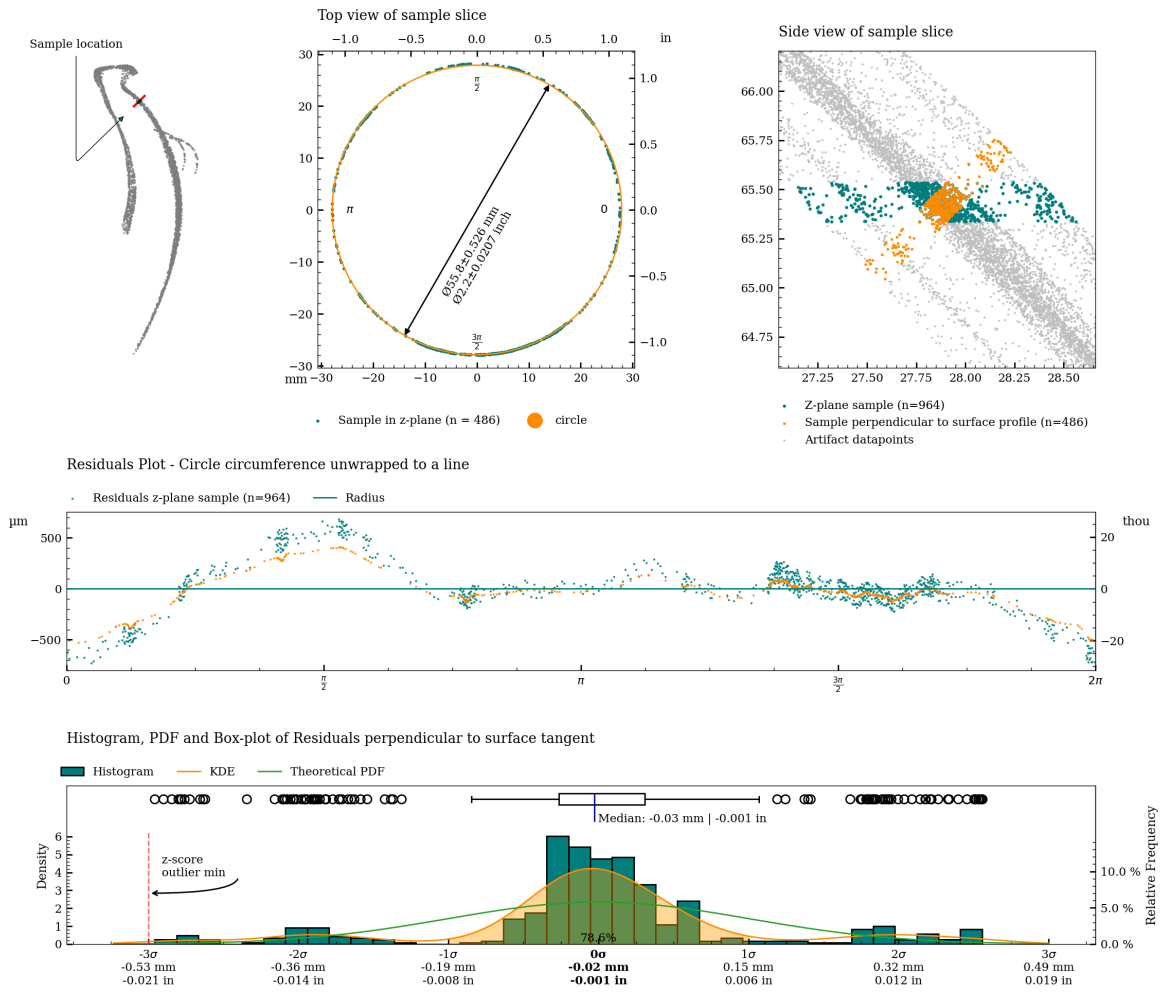 Sample location
Top view of sample slice
−1.0 −0.5 0.0 0.5 1.0 in
30
20
10
0
−10
−20
−30
1.0
0.5
0.0
−0.5
−1.0
π/2
π
0
3π/2
Ø55.8±0.526 mm
Ø2.2±0.0207 inch
mm −30 −20 −10 0 10 20 30
Sample in z-plane (n = 486) circle
Side view of sample slice
66.00
65.75
65.50
65.25
65.00
64.75
27.25 27.50 27.75 28.00 28.25 28.50
Z-plane sample (n=964)
Sample perpendicular to surface profile (n=486)
Artifact datapoints
Residuals Plot - Circle circumference unwrapped to a line
Residuals z-plane sample (n=964) Radius
µm thou
500
0
−500
20
0
−20
0 π/2 π 3π/2 2π
Histogram, PDF and Box-plot of Residuals perpendicular to surface tangent
Histogram KDE Theoretical PDF
Median: -0.03 mm | -0.001 in
z-score
outlier min
Density
6
5
4
3
2
1
0
Relative Frequency
10.0 %
5.0 %
0.0 %
78.6%
-3σ -2σ -1σ 0σ 1σ 2σ 3σ
-0.53 mm -0.36 mm -0.19 mm -0.02 mm 0.15 mm 0.32 mm 0.49 mm
-0.021 in -0.014 in -0.008 in -0.001 in 0.006 in 0.012 in 0.019 in